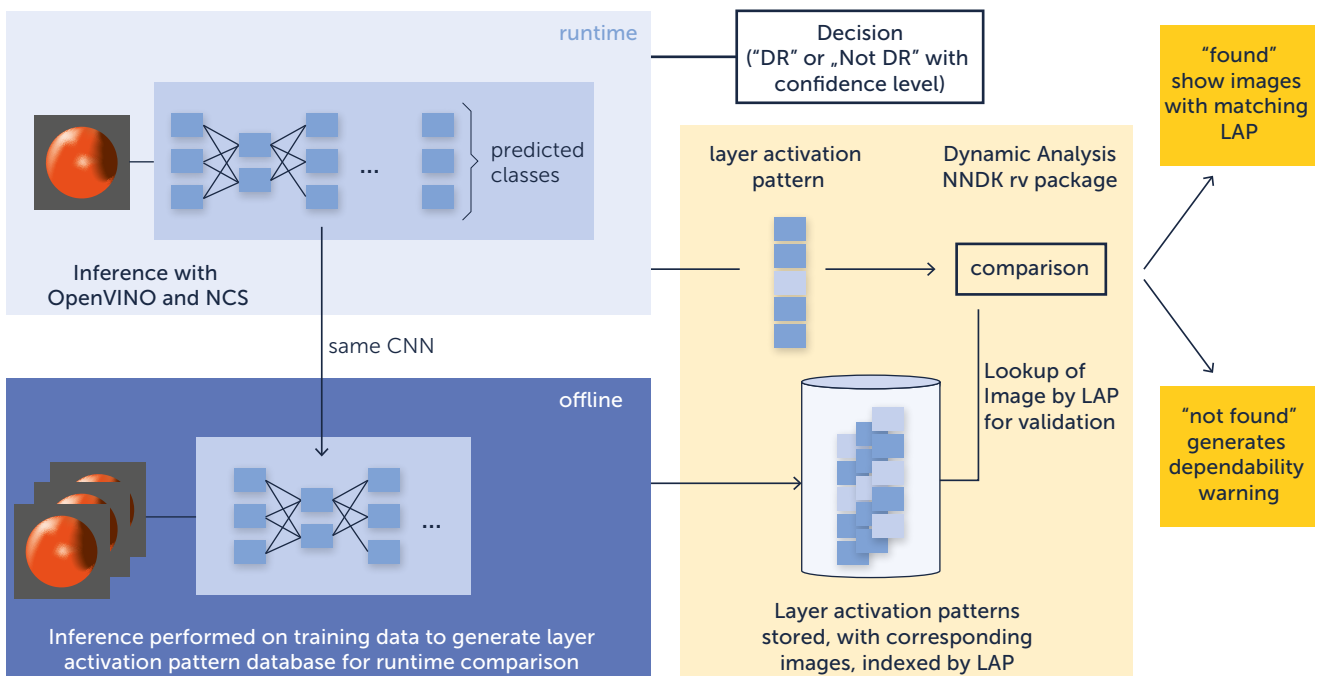 runtime
predicted
classes
...
Inference with
OpenVINO and NCS
Decision
(“DR” or „Not DR” with
confidence level)
layer activation
pattern
Dynamic Analysis
NNDK rv package
comparison
“found”
show images
with matching
LAP
same CNN
offline
...
Inference performed on training data to generate layer
activation pattern database for runtime comparison
Lookup of
Image by LAP
for validation
Layer activation patterns
stored, with corresponding
images, indexed by LAP
“not found”
generates
dependability
warning